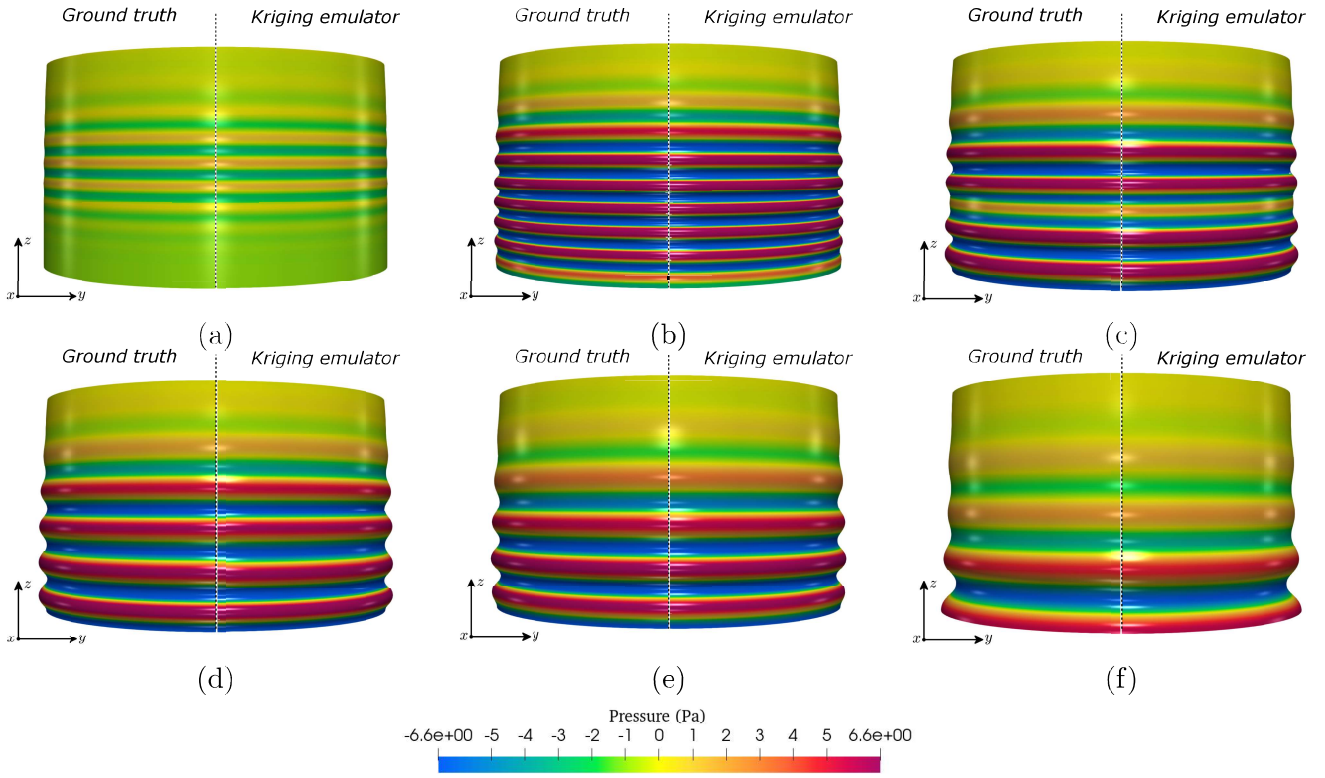 Ground truth Kriging emulator Ground truth Kriging emulator Ground truth Kriging emulator
z z z
x y x y x y
(a) (b) (c)
Ground truth Kriging emulator Ground truth Kriging emulator Ground truth Kriging emulator
z z z
x y x y x y
(d) (e) (f)
Pressure (Pa)
-6.6e+00 -5 -4 -3 -2 -1 0 1 2 3 4 5 6.6e+00